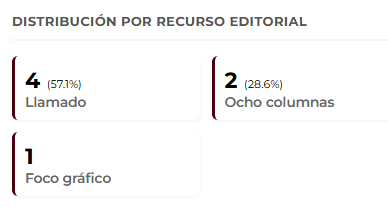 DISTRIBUCIÓN POR RECURSO EDITORIAL
4 (57.1%)
Llamado
2 (28.6%)
Ocho columnas
1
Foco gráfico